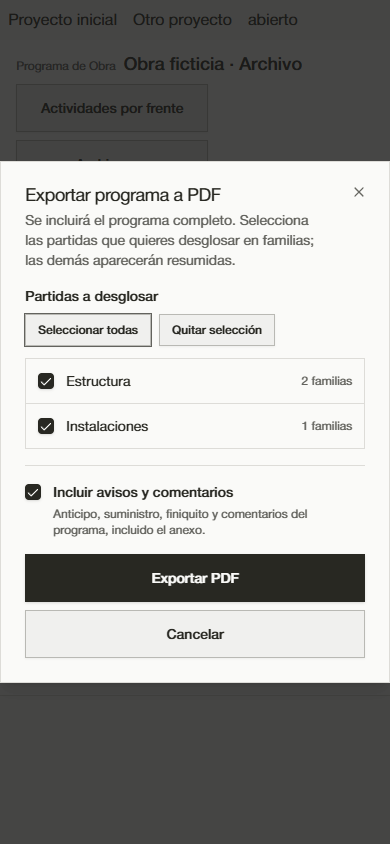 Proyecto inicial Otro proyecto abierto
Programa de Obra Obra ficticia · Archivo
Actividades por frente
Exportar programa a PDF
Se incluirá el programa completo. Selecciona
las partidas que quieres desglosar en familias;
las demás aparecerán resumidas.
Partidas a desglosar
Seleccionar todas Quitar selección
Estructura 2 familias
Instalaciones 1 familias
Incluir avisos y comentarios
Anticipo, suministro, finiquito y comentarios del
programa, incluido el anexo.
Exportar PDF
Cancelar